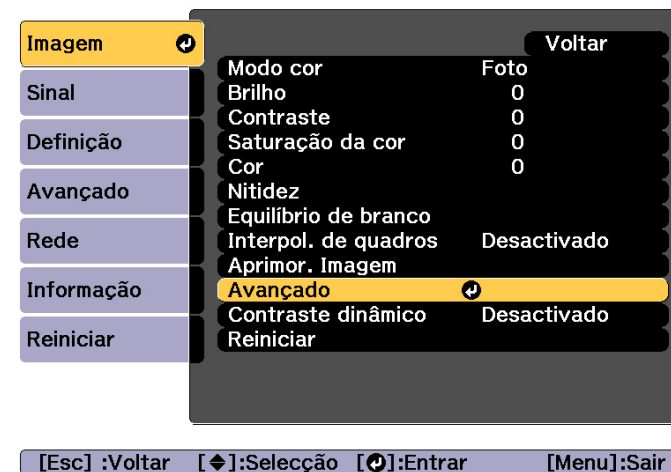 Imagem
Sinal
Definição
Avançado
Rede
Informação
Reiniciar
Voltar
Modo cor Foto
Brilho 0
Contraste 0
Saturação da cor 0
Cor 0
Nitidez
Equilíbrio de branco
Interpol. de quadros Desactivado
Aprimor. Imagem
Avançado
Contraste dinâmico Desactivado
Reiniciar
[Esc] :Voltar [◆]:Selecção [↵]:Entrar [Menu]:Sair